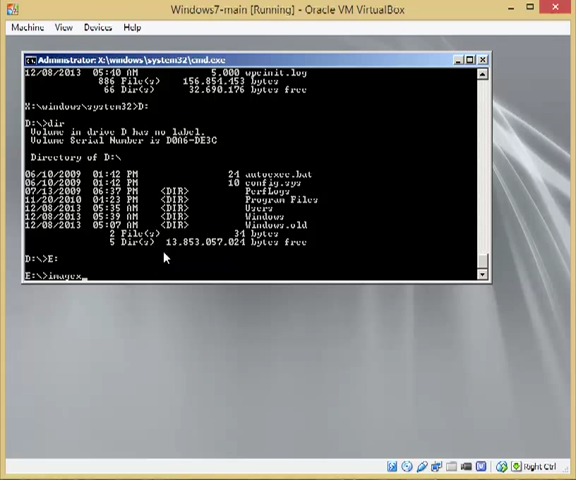 Windows7-main [Running] - Oracle VM VirtualBox
Machine View Devices Help
Administrator: X:\windows\system32\cmd.exe
12/08/2013 05:40 AM 5.000 wpeinit.log
886 File(s) 156.854.453 bytes
66 Dir(s) 32.690.176 bytes free
X:\windows\system32>D:
D:\>dir
Volume in drive D has no label.
Volume Serial Number is D0A6-DE3C
Directory of D:\
06/10/2009 01:42 PM 24 autoexec.bat
06/10/2009 01:42 PM 10 config.sys
07/13/2009 06:37 PM <DIR> PerfLogs
11/20/2010 04:23 PM <DIR> Program Files
12/08/2013 05:35 AM <DIR> Users
12/08/2013 05:39 AM <DIR> Windows
12/08/2013 05:07 AM <DIR> Windows.old
2 File(s) 34 bytes
5 Dir(s) 13.853.057.024 bytes free
D:\>E:
E:\>imagex_
Right Ctrl